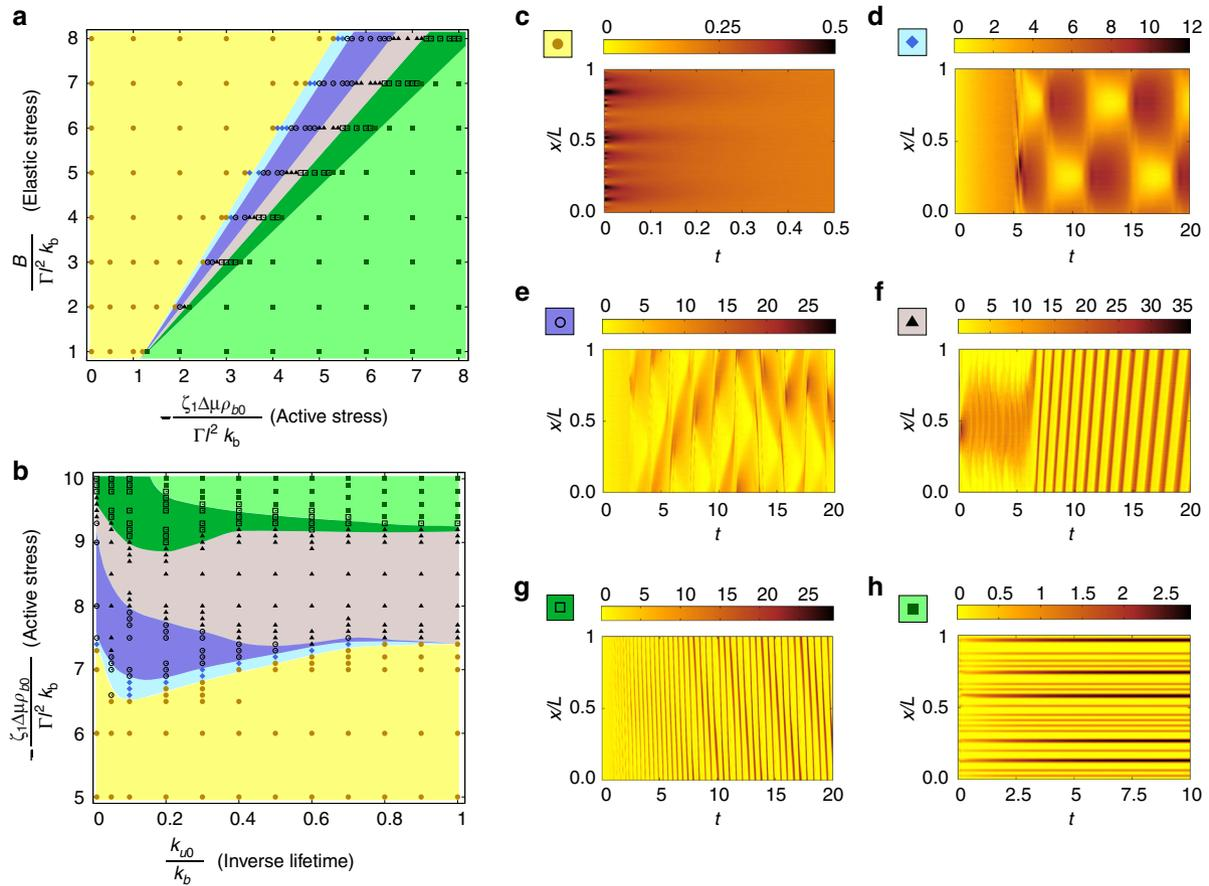 a
8
7
6
5
4
3
2
1
0 1 2 3 4 5 6 7 8
B / Γl² k_b (Elastic stress)
- ζ₁Δμρ_b0 / Γl² k_b (Active stress)
b
10
9
8
7
6
5
0 0.2 0.4 0.6 0.8 1
- ζ₁Δμρ_b0 / Γl² k_b (Active stress)
k_u0 / k_b (Inverse lifetime)
c
0 0.25 0.5
1
0.5
0.0
x/L
0 0.1 0.2 0.3 0.4 0.5
t
d
0 2 4 6 8 10 12
1
0.5
0.0
x/L
0 5 10 15 20
t
e
0 5 10 15 20 25
1
0.5
0.0
x/L
0 5 10 15 20
t
f
0 5 10 15 20 25 30 35
1
0.5
0.0
x/L
0 5 10 15 20
t
g
0 5 10 15 20 25
1
0.5
0.0
x/L
0 5 10 15 20
t
h
0 0.5 1 1.5 2 2.5
1
0.5
0.0
x/L
0 2.5 5 7.5 10
t